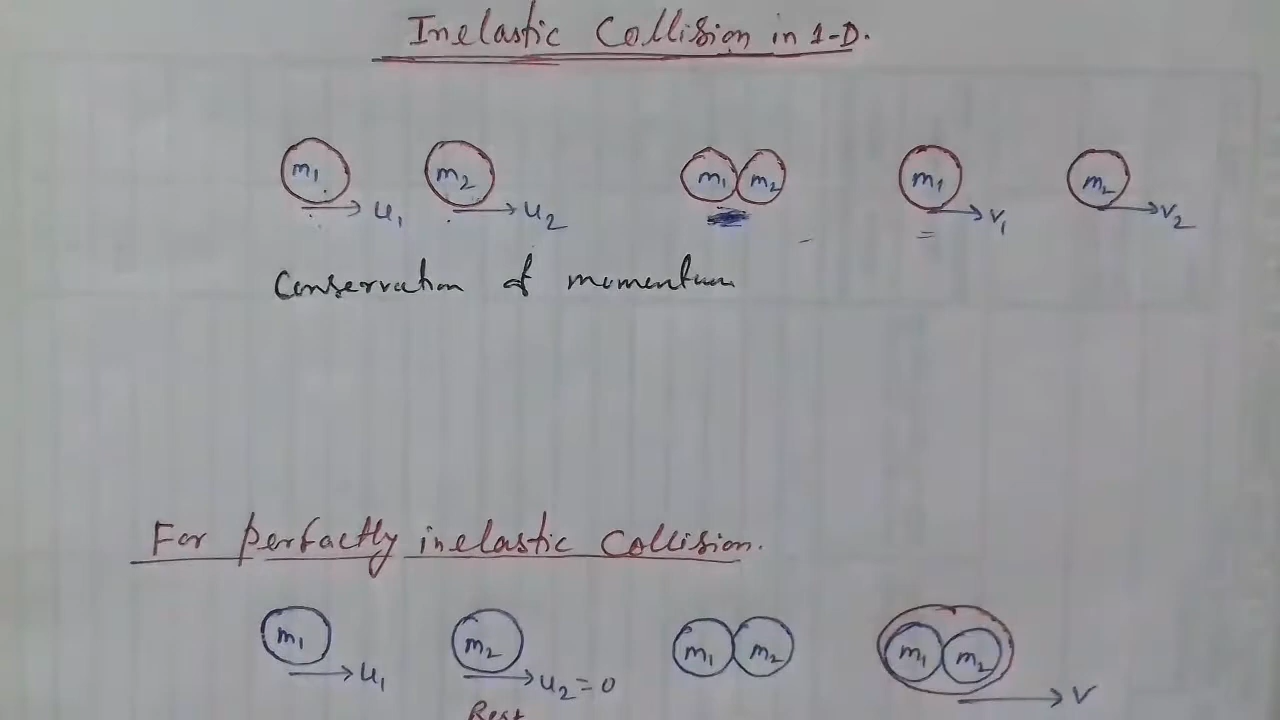 Inelastic Collision in 1-D.
m1 m2 m1 m2 m1 m2
u1 u2 v1 v2
Conservation of momentum
For perfactly inelastic Collision.
m1 m2 m1 m2 m1 m2
u1 u2=0 v
Rest